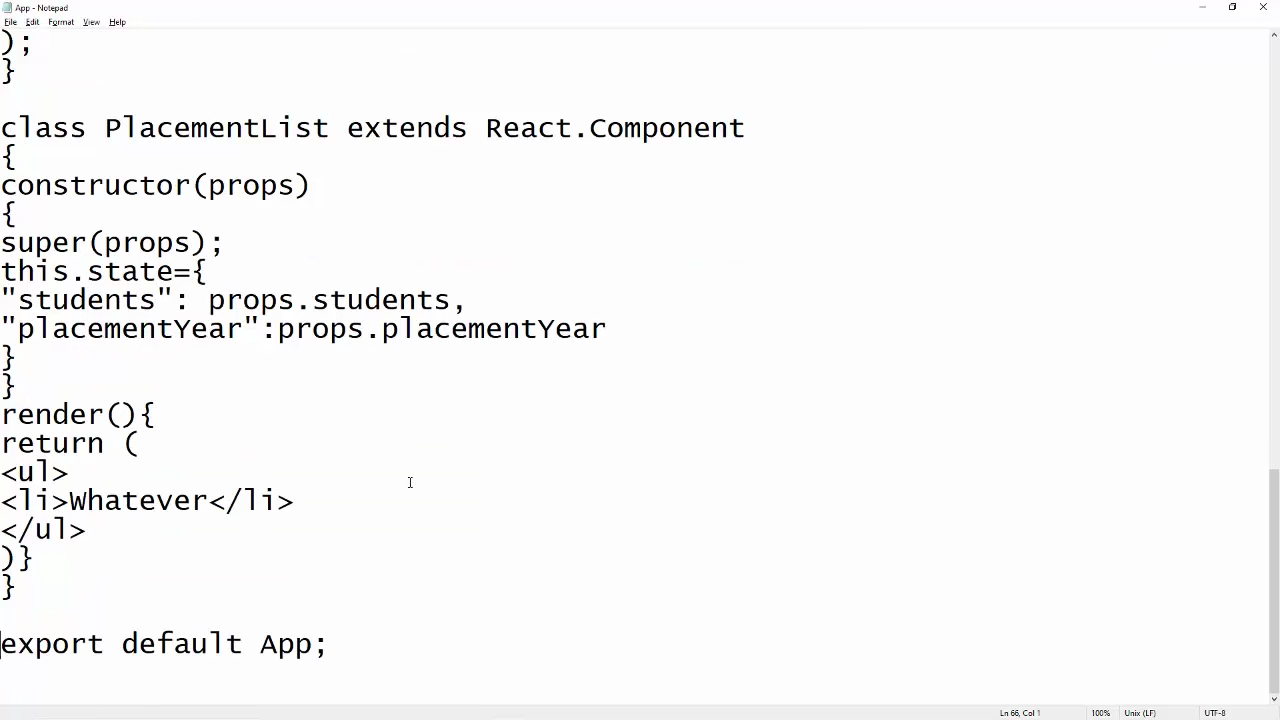 App - Notepad
File Edit Format View Help
);
}
class PlacementList extends React.Component
{
constructor(props)
{
super(props);
this.state={
"students": props.students,
"placementYear":props.placementYear
}
}
render(){
return (
<ul>
<li>Whatever</li>
</ul>
)}
}
export default App;
Ln 66, Col 1 100% Unix (LF) UTF-8